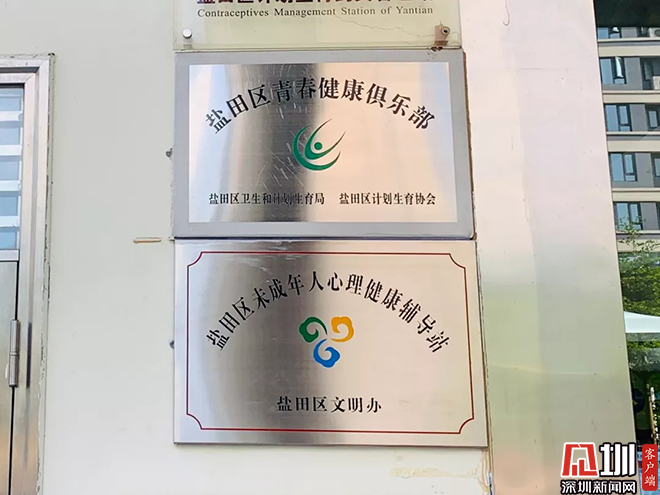 Contraceptives Management Station of Yantian
盐田区青春健康俱乐部
盐田区卫生和计划生育局 盐田区计划生育协会
盐田区未成年人心理健康辅导站
盐田区文明办
深圳新闻网
客户端